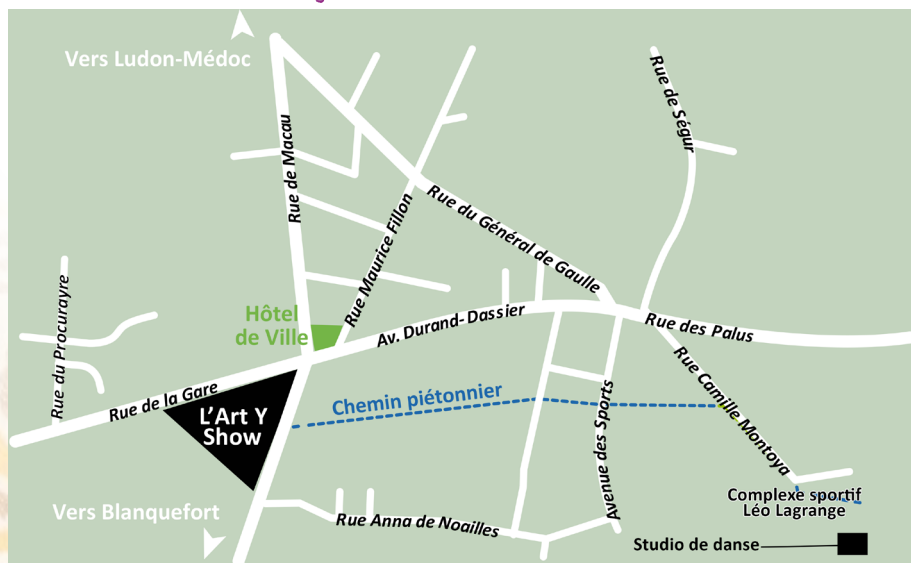 Vers Ludon-Médoc
Rue de Macau
Rue Maurice Fillon
Rue du Général de Gaulle
Rue de Ségur
Rue du Procurayre
Hôtel
de Ville
Av. Durand-Dassier
Rue des Palus
Rue de la Gare
L'Art Y
Show
Chemin piétonnier
Rue Camille Montoya
Avenue des Sports
Vers Blanquefort
Rue Anna de Noailles
Complexe sportif
Léo Lagrange
Studio de danse